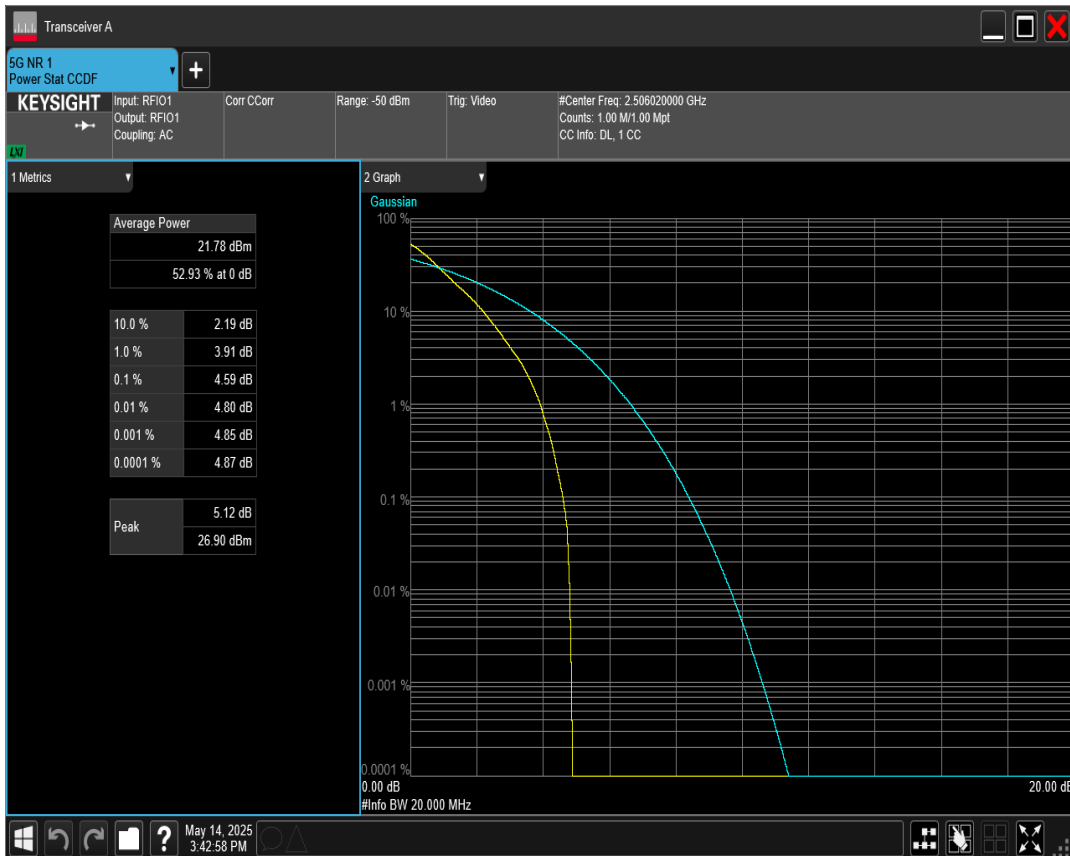 Transceiver A
5G NR 1
Power Stat CCDF
KEYSIGHT
LXI
Input: RFIO1
Output: RFIO1
Coupling: AC
Corr CCorr
Range: -50 dBm
Trig: Video
#Center Freq: 2.506020000 GHz
Counts: 1.00 M/1.00 Mpt
CC Info: DL, 1 CC
1 Metrics
Average Power
21.78 dBm
52.93 % at 0 dB
10.0 % 2.19 dB
1.0 % 3.91 dB
0.1 % 4.59 dB
0.01 % 4.80 dB
0.001 % 4.85 dB
0.0001 % 4.87 dB
Peak
5.12 dB
26.90 dBm
2 Graph
Gaussian
100 %
10 %
1 %
0.1 %
0.01 %
0.001 %
0.0001 %
0.00 dB
20.00 dB
#Info BW 20.000 MHz
May 14, 2025
3:42:58 PM